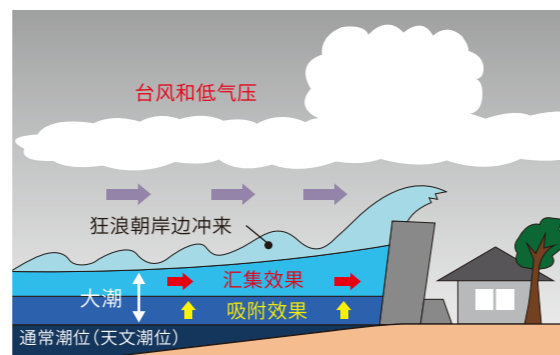 台风和低气压
狂浪朝岸边冲来
汇集效果
大潮
吸附效果
通常潮位(天文潮位)